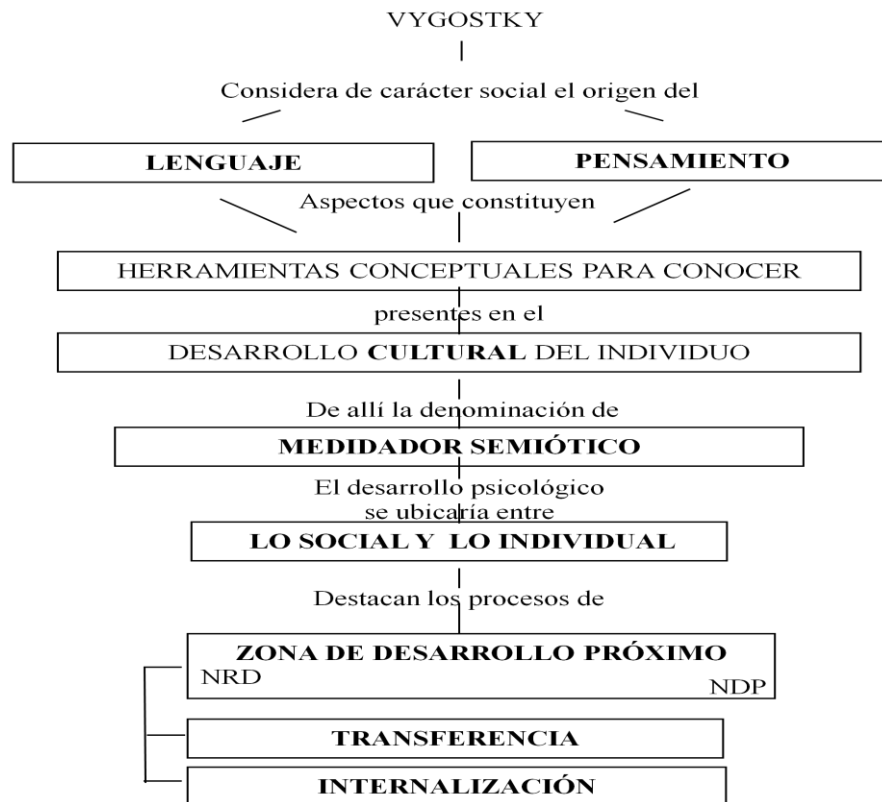 VYGOSTKY
Considera de carácter social el origen del
LENGUAJE
PENSAMIENTO
Aspectos que constituyen
HERRAMIENTAS CONCEPTUALES PARA CONOCER
presentes en el
DESARROLLO CULTURAL DEL INDIVIDUO
De allí la denominación de
MEDIDADOR SEMIÓTICO
El desarrollo psicológico
se ubicaría entre
LO SOCIAL Y LO INDIVIDUAL
Destacan los procesos de
ZONA DE DESARROLLO PRÓXIMO
NRD
NDP
TRANSFERENCIA
INTERNALIZACIÓN